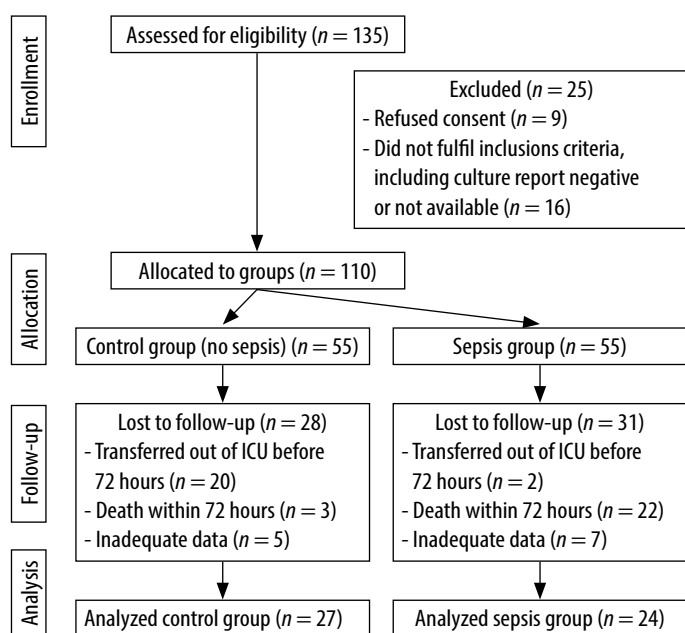 Enrollment
Assessed for eligibility (n = 135)
Excluded (n = 25)
- Refused consent (n = 9)
- Did not fulfil inclusions criteria,
including culture report negative
or not available (n = 16)
Allocation
Allocated to groups (n = 110)
Control group (no sepsis) (n = 55)
Sepsis group (n = 55)
Follow-up
Lost to follow-up (n = 28)
- Transferred out of ICU before
72 hours (n = 20)
- Death within 72 hours (n = 3)
- Inadequate data (n = 5)
Lost to follow-up (n = 31)
- Transferred out of ICU before
72 hours (n = 2)
- Death within 72 hours (n = 22)
- Inadequate data (n = 7)
Analysis
Analyzed control group (n = 27)
Analyzed sepsis group (n = 24)